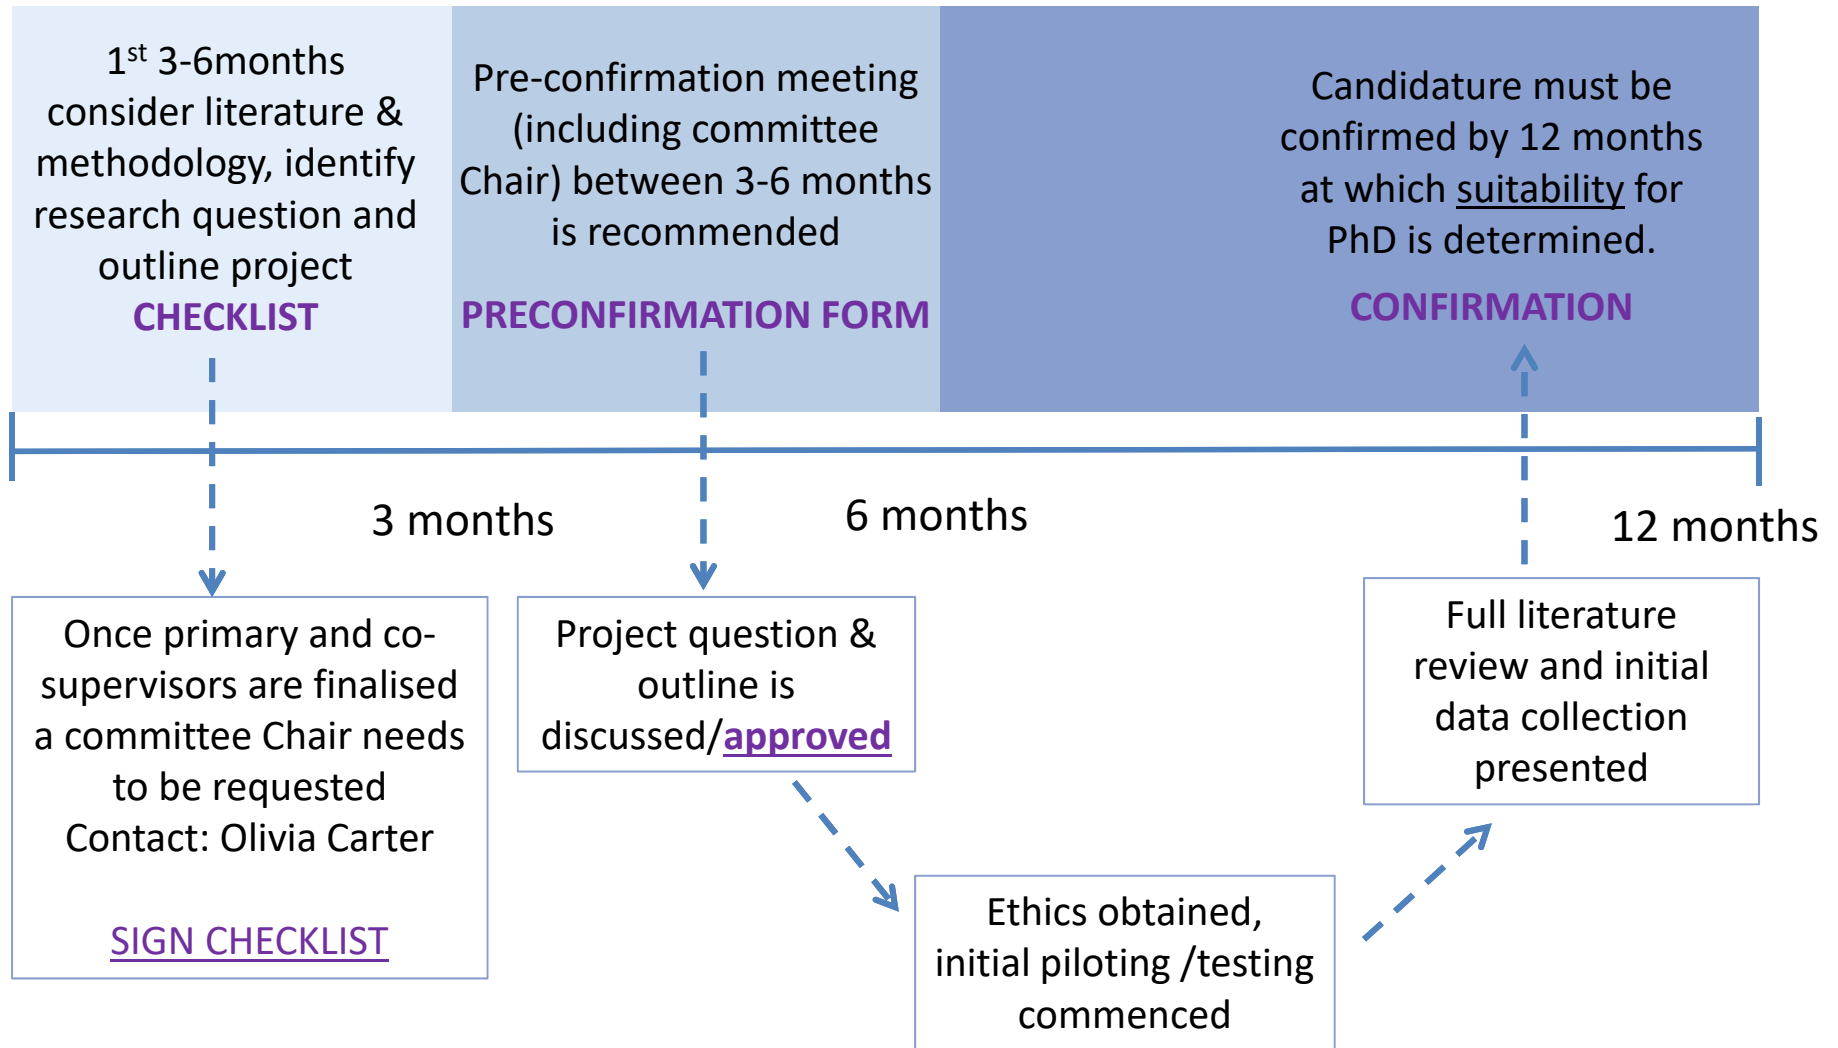 1st 3-6months
consider literature &
methodology, identify
research question and
outline project
CHECKLIST
Pre-confirmation meeting
(including committee
Chair) between 3-6 months
is recommended
PRECONFIRMATION FORM
Candidature must be
confirmed by 12 months
at which suitability for
PhD is determined.
CONFIRMATION
3 months
6 months
12 months
Once primary and co-
supervisors are finalised
a committee Chair needs
to be requested
Contact: Olivia Carter
SIGN CHECKLIST
Project question &
outline is
discussed/approved
Ethics obtained,
initial piloting /testing
commenced
Full literature
review and initial
data collection
presented